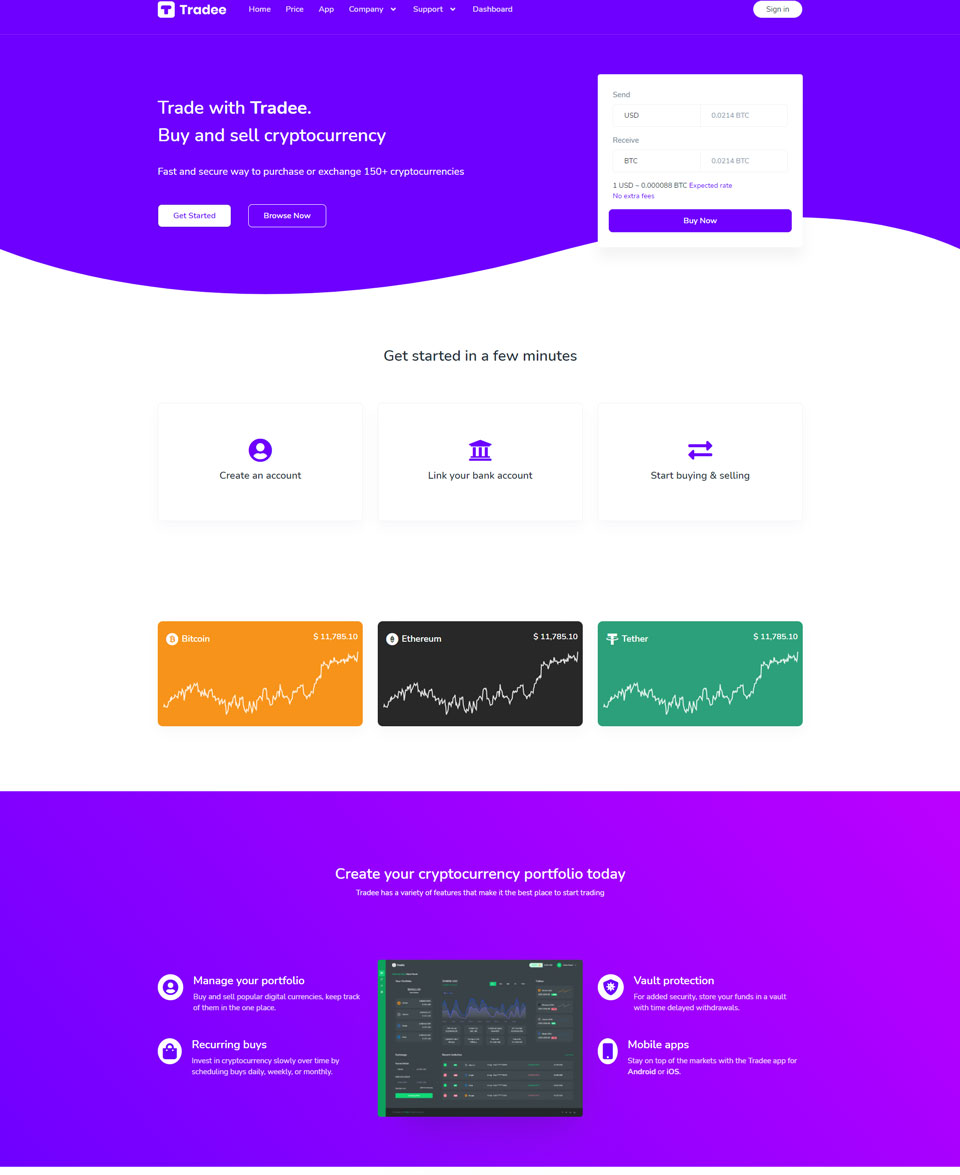 Tradee
Home Price App Company Support Dashboard
Sign in
Trade with Tradee.
Buy and sell cryptocurrency
Fast and secure way to purchase or exchange 150+ cryptocurrencies
Get Started Browse Now
Send
USD 0.0214 BTC
Receive
BTC 0.0214 BTC
1 USD ~ 0.000088 BTC Expected rate
No extra fees
Buy Now
Get started in a few minutes
Create an account
Link your bank account
Start buying & selling
Bitcoin $ 11,785.10
Ethereum $ 11,785.10
Tether $ 11,785.10
Create your cryptocurrency portfolio today
Tradee has a variety of features that make it the best place to start trading
Manage your portfolio
Buy and sell popular digital currencies, keep track
of them in the one place.
Recurring buys
Invest in cryptocurrency slowly over time by
scheduling buys daily, weekly, or monthly.
Vault protection
For added security, store your funds in a vault
with time delayed withdrawals.
Mobile apps
Stay on top of the markets with the Tradee app for
Android or iOS.